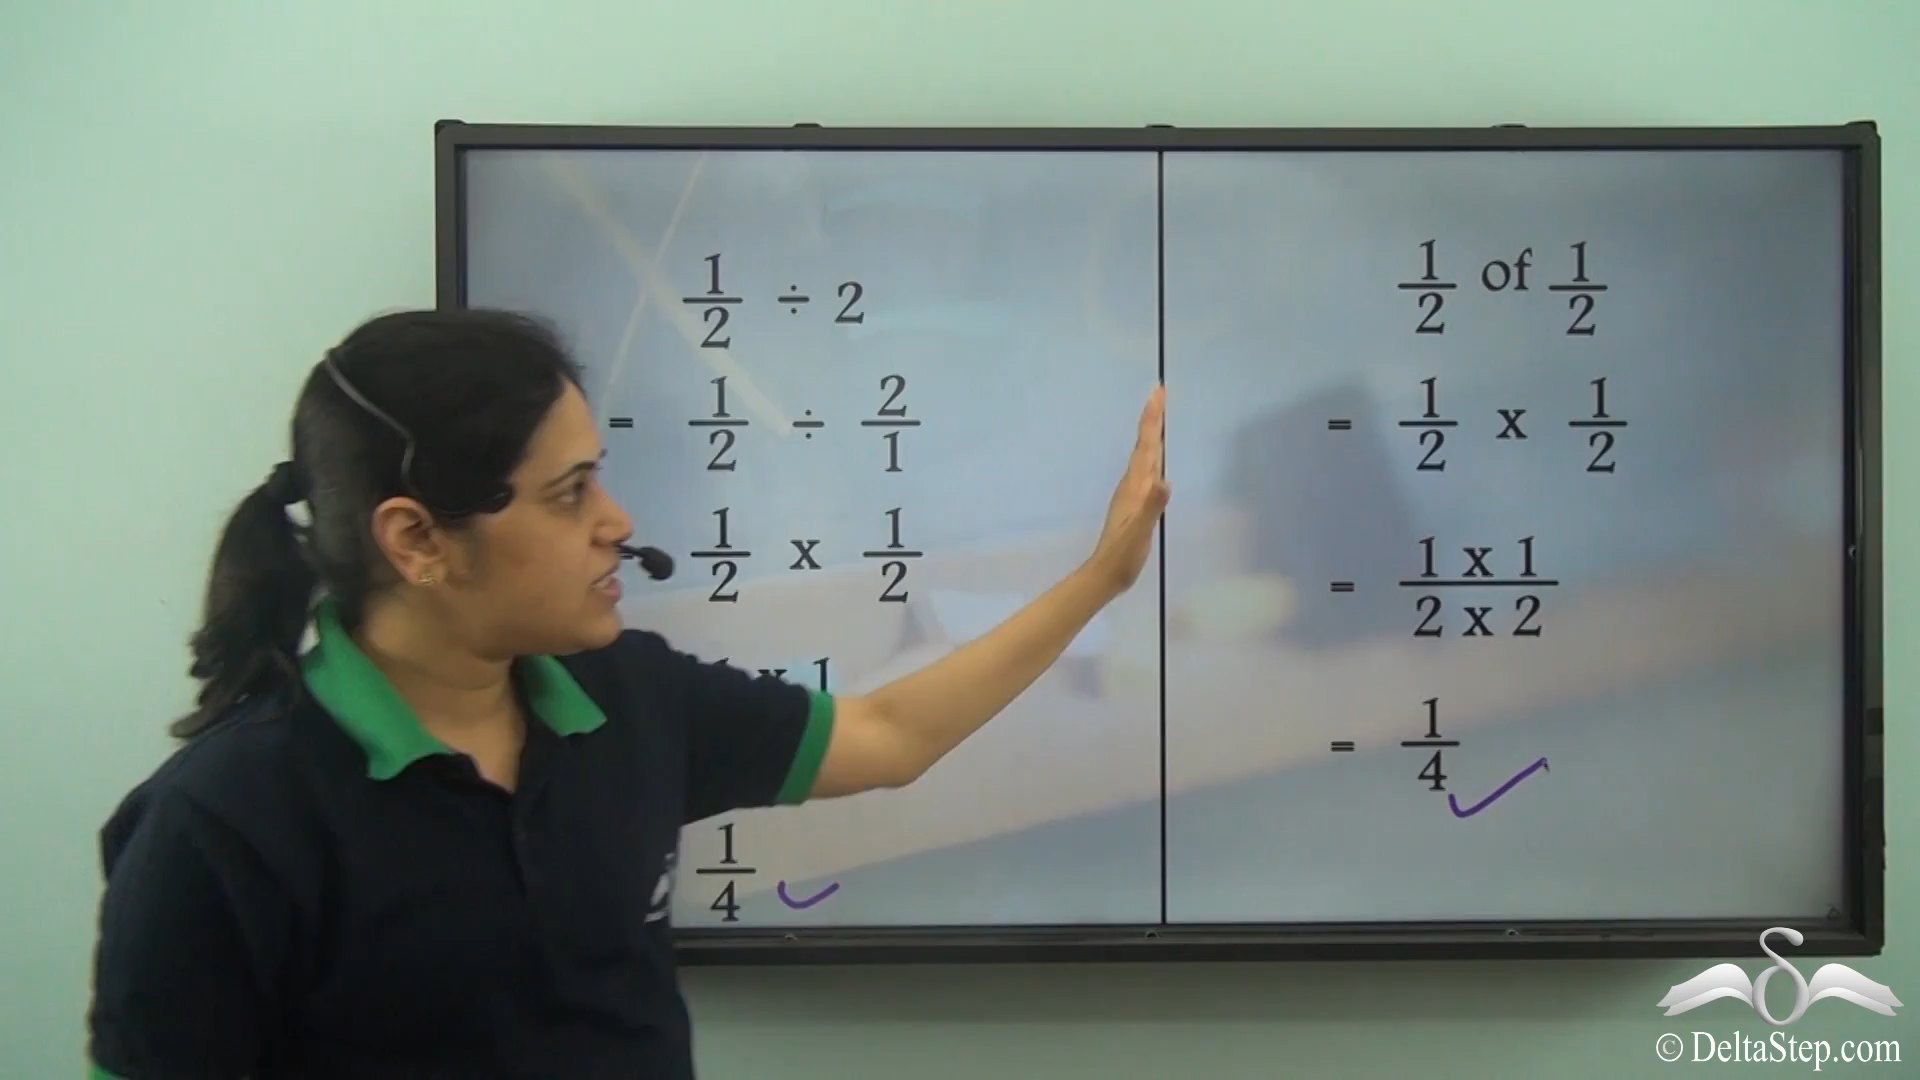 1/2 ÷ 2
= 1/2 ÷ 2/1
= 1/2 x 1/2
x 1
1/4
1/2 of 1/2
= 1/2 x 1/2
= 1 x 1 / 2 x 2
= 1/4
© DeltaStep.com